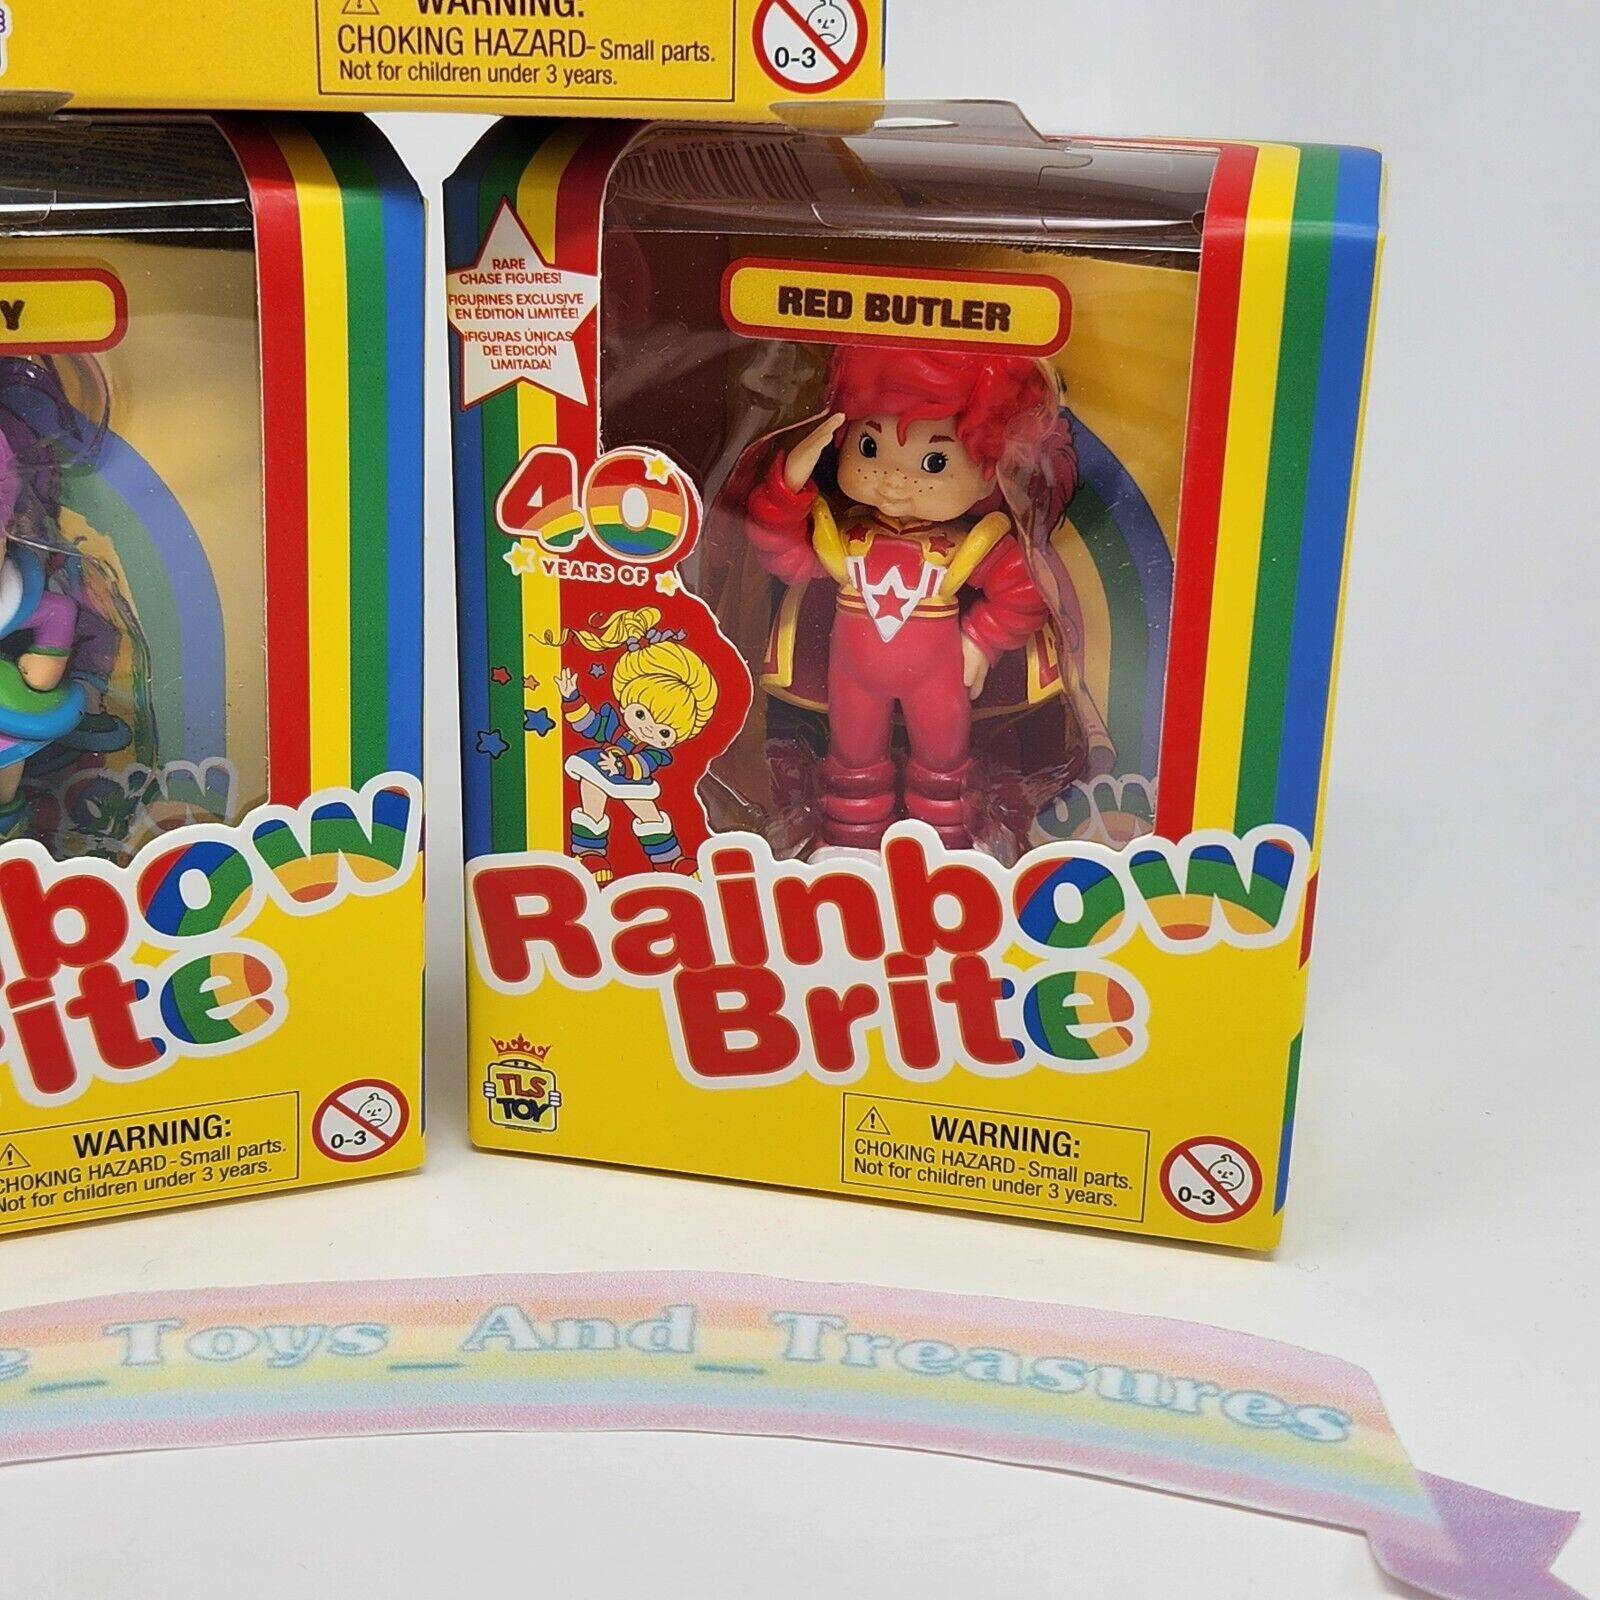 WARNING:
CHOKING HAZARD-Small parts.
Not for children under 3 years.
0-3
Y
WARNING:
CHOKING HAZARD-Small parts.
Not for children under 3 years.
0-3
RARE
CHASE FIGURES!
FIGURINES EXCLUSIVE
EN ÉDITION LIMITÉE!
¡FIGURAS ÚNICAS
DE! EDICIÓN
LIMITADA!
RED BUTLER
40
YEARS OF
Rainbow
Brite
TLS
TOY
WARNING:
CHOKING HAZARD-Small parts.
Not for children under 3 years.
0-3
e_Toys_And_Treasures